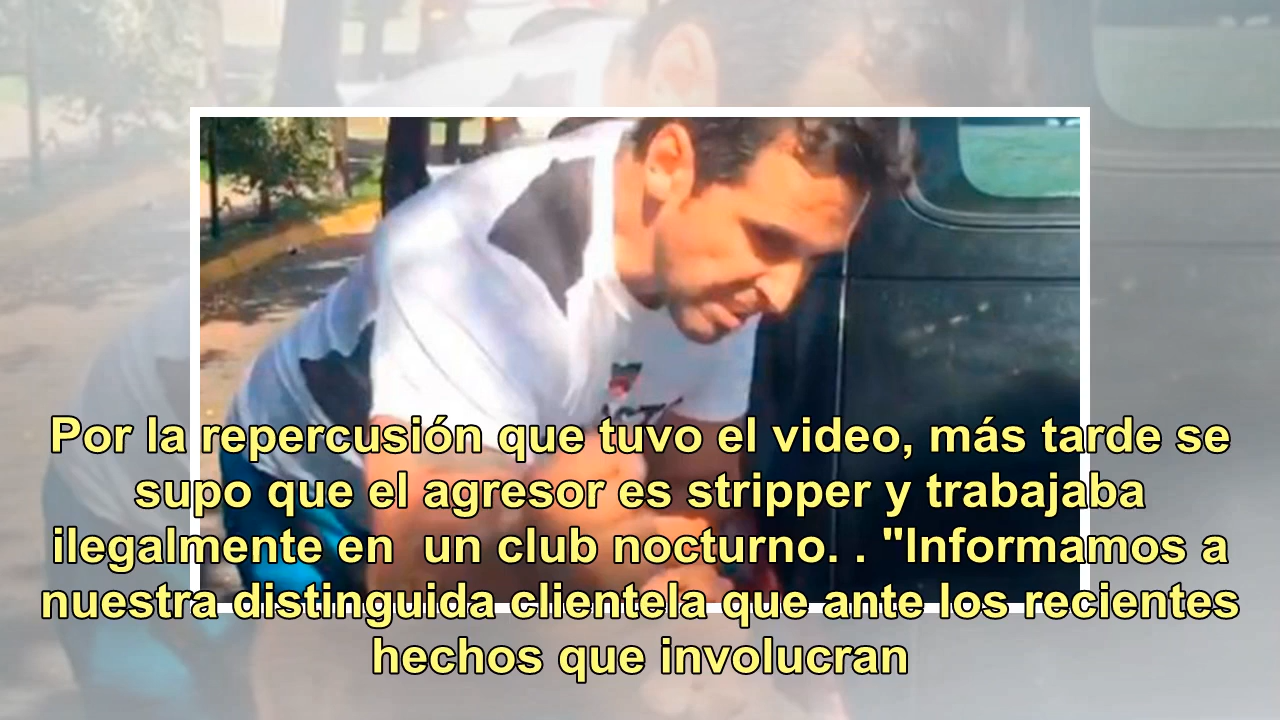 Por la repercusión que tuvo el video, más tarde se
supo que el agresor es stripper y trabajaba
ilegalmente en  un club nocturno. . "Informamos a
nuestra distinguida clientela que ante los recientes
hechos que involucran